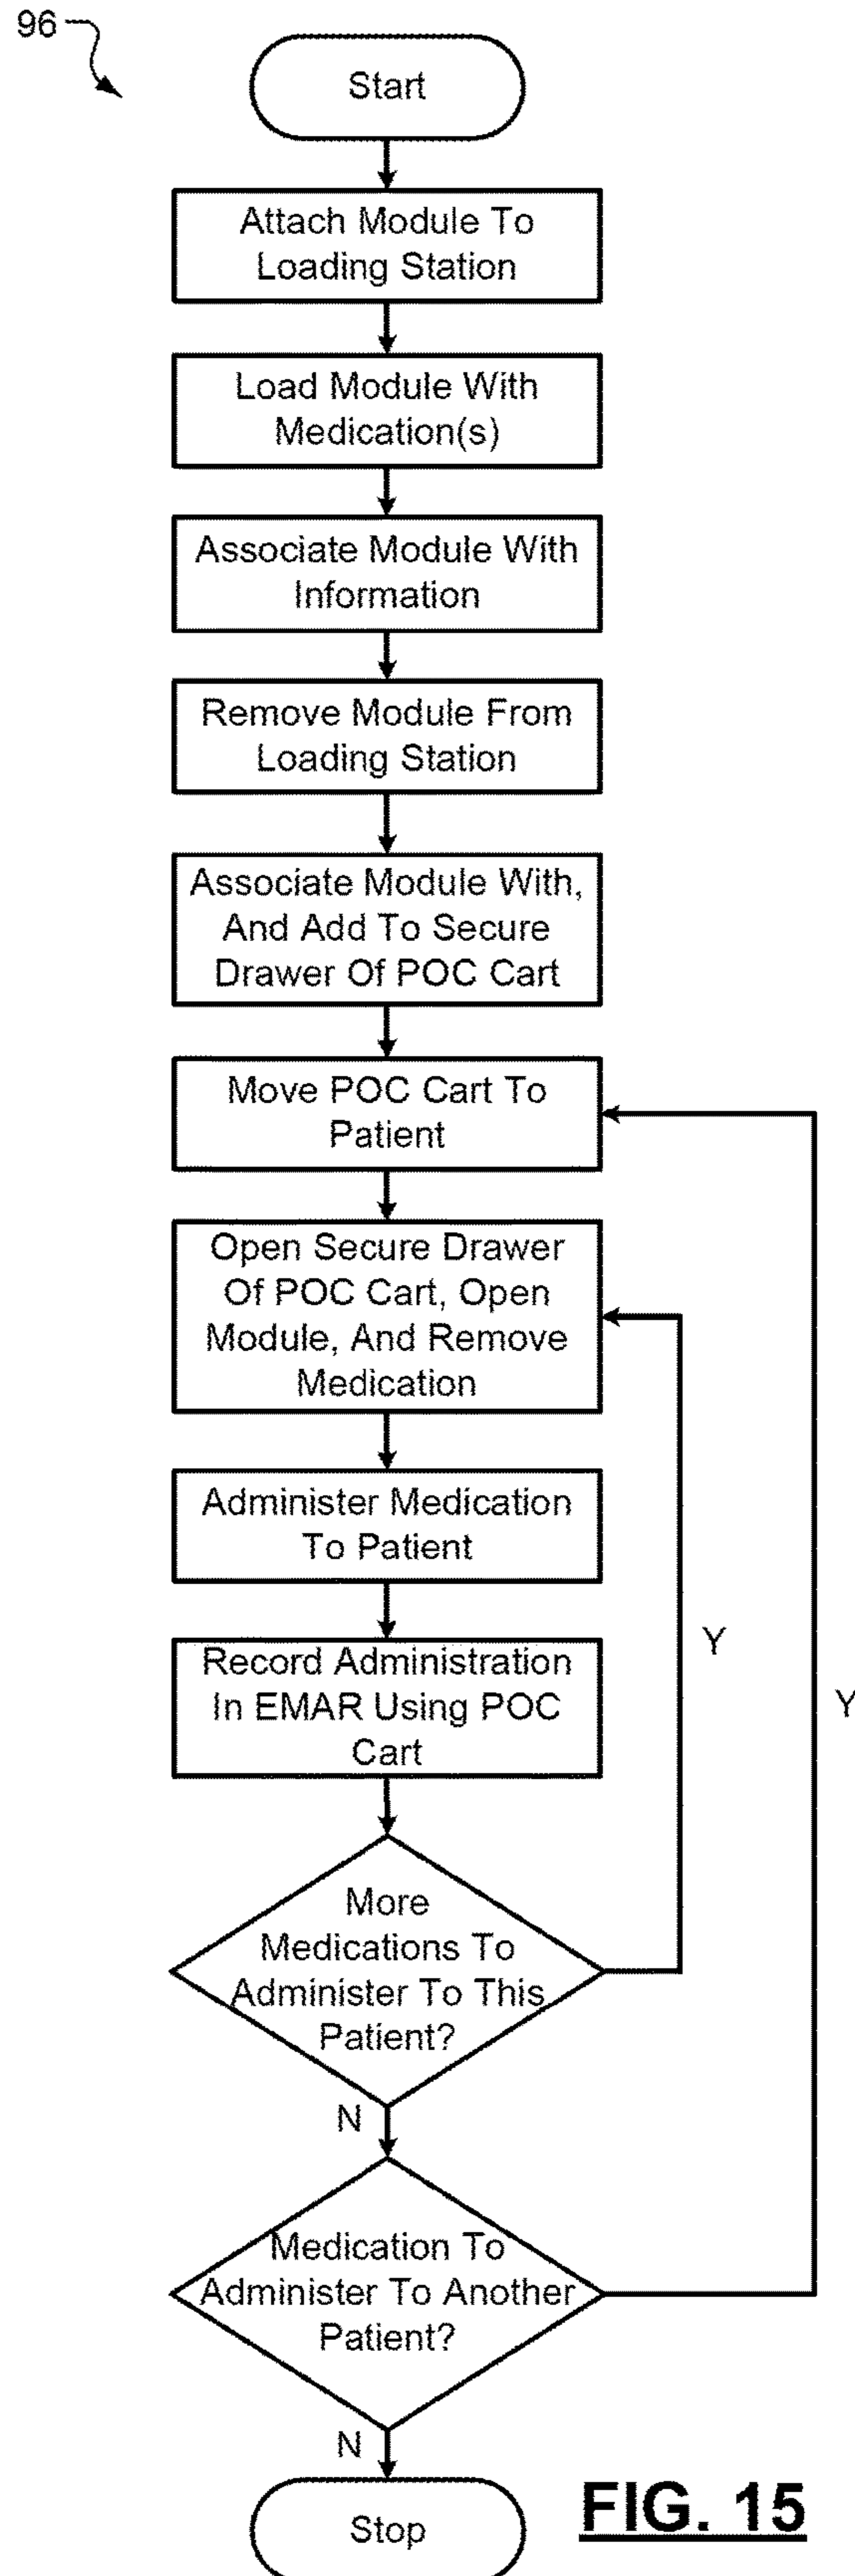 96
Start
Attach Module To
Loading Station
Load Module With
Medication(s)
Associate Module With
Information
Remove Module From
Loading Station
Associate Module With,
And Add To Secure
Drawer Of POC Cart
Move POC Cart To
Patient
Open Secure Drawer
Of POC Cart, Open
Module, And Remove
Medication
Administer Medication
To Patient
Record Administration
In EMAR Using POC
Cart
Y
Y
More
Medications To
Administer To This
Patient?
N
Medication To
Administer To Another
Patient?
N
Stop
FIG. 15